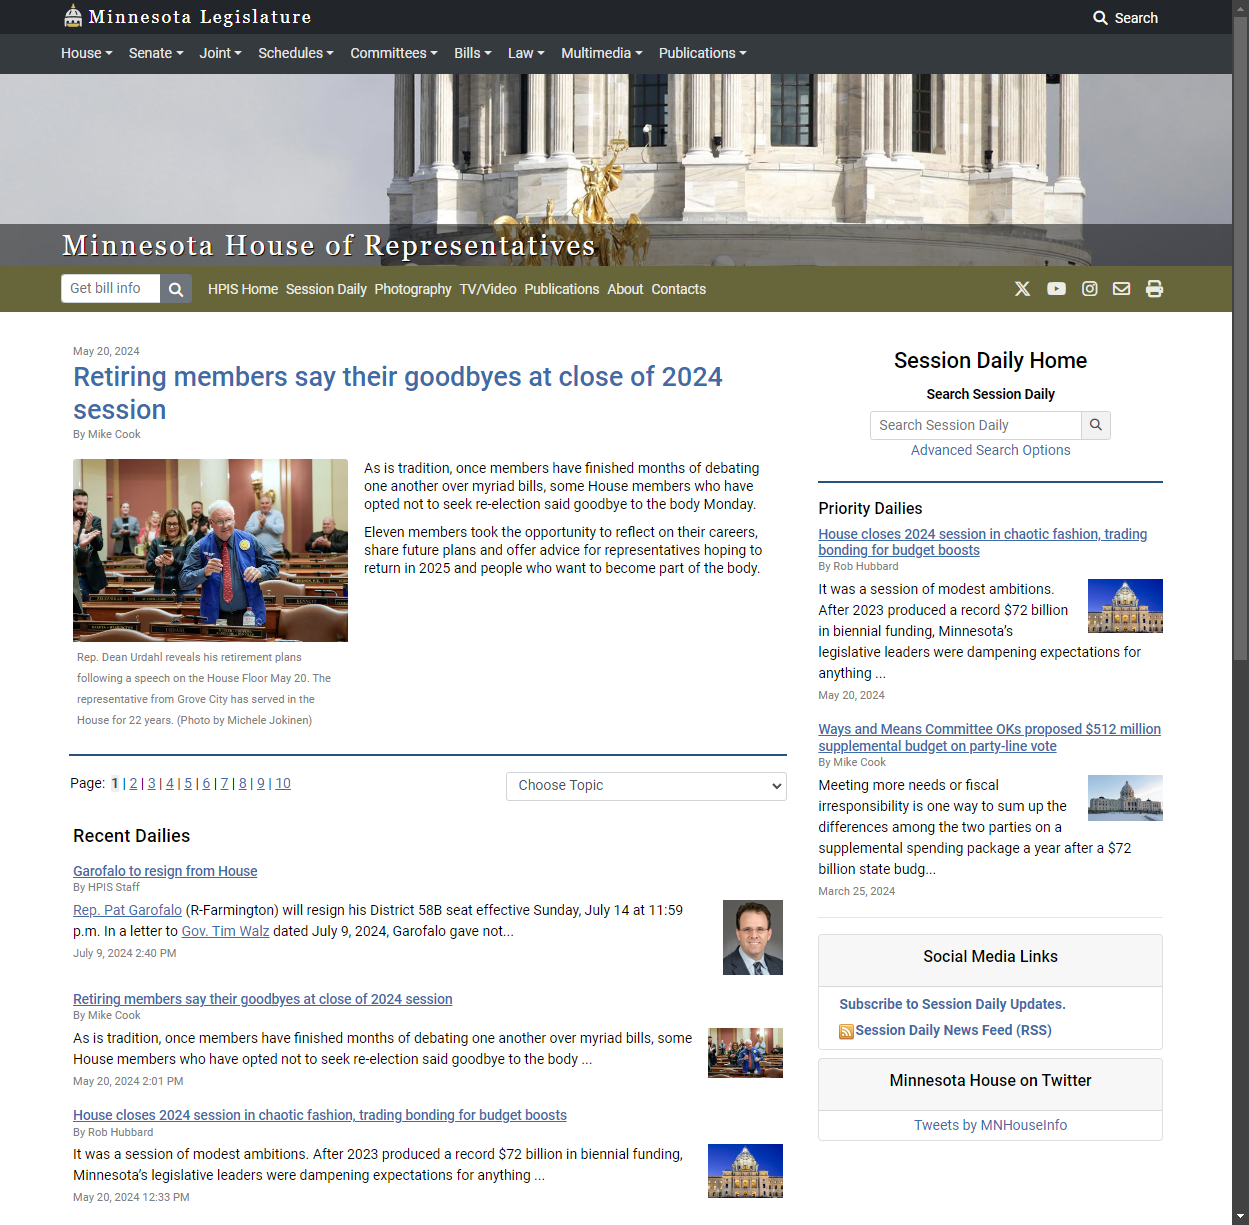 Minnesota Legislature
Search
House Senate Joint Schedules Committees Bills Law Multimedia Publications
Minnesota House of Representatives
Get bill info
HPIS Home Session Daily Photography TV/Video Publications About Contacts
May 20, 2024
Retiring members say their goodbyes at close of 2024
session
By Mike Cook
As is tradition, once members have finished months of debating
one another over myriad bills, some House members who have
opted not to seek re-election said goodbye to the body Monday.
Eleven members took the opportunity to reflect on their careers,
share future plans and offer advice for representatives hoping to
return in 2025 and people who want to become part of the body.
Rep. Dean Urdahl reveals his retirement plans
following a speech on the House Floor May 20. The
representative from Grove City has served in the
House for 22 years. (Photo by Michele Jokinen)
Page: 1 | 2 | 3 | 4 | 5 | 6 | 7 | 8 | 9 | 10
Choose Topic
Recent Dailies
Garofalo to resign from House
By HPIS Staff
Rep. Pat Garofalo (R-Farmington) will resign his District 58B seat effective Sunday, July 14 at 11:59
p.m. In a letter to Gov. Tim Walz dated July 9, 2024, Garofalo gave not...
July 9, 2024 2:40 PM
Retiring members say their goodbyes at close of 2024 session
By Mike Cook
As is tradition, once members have finished months of debating one another over myriad bills, some
House members who have opted not to seek re-election said goodbye to the body ...
May 20, 2024 2:01 PM
House closes 2024 session in chaotic fashion, trading bonding for budget boosts
By Rob Hubbard
It was a session of modest ambitions. After 2023 produced a record $72 billion in biennial funding,
Minnesota's legislative leaders were dampening expectations for anything ...
May 20, 2024 12:33 PM
Session Daily Home
Search Session Daily
Search Session Daily
Advanced Search Options
Priority Dailies
House closes 2024 session in chaotic fashion, trading
bonding for budget boosts
By Rob Hubbard
It was a session of modest ambitions.
After 2023 produced a record $72 billion
in biennial funding, Minnesota's
legislative leaders were dampening expectations for
anything ...
May 20, 2024
Ways and Means Committee OKs proposed $512 million
supplemental budget on party-line vote
By Mike Cook
Meeting more needs or fiscal
irresponsibility is one way to sum up the
differences among the two parties on a
supplemental spending package a year after a $72
billion state budg...
March 25, 2024
Social Media Links
Subscribe to Session Daily Updates.
Session Daily News Feed (RSS)
Minnesota House on Twitter
Tweets by MNHouseInfo